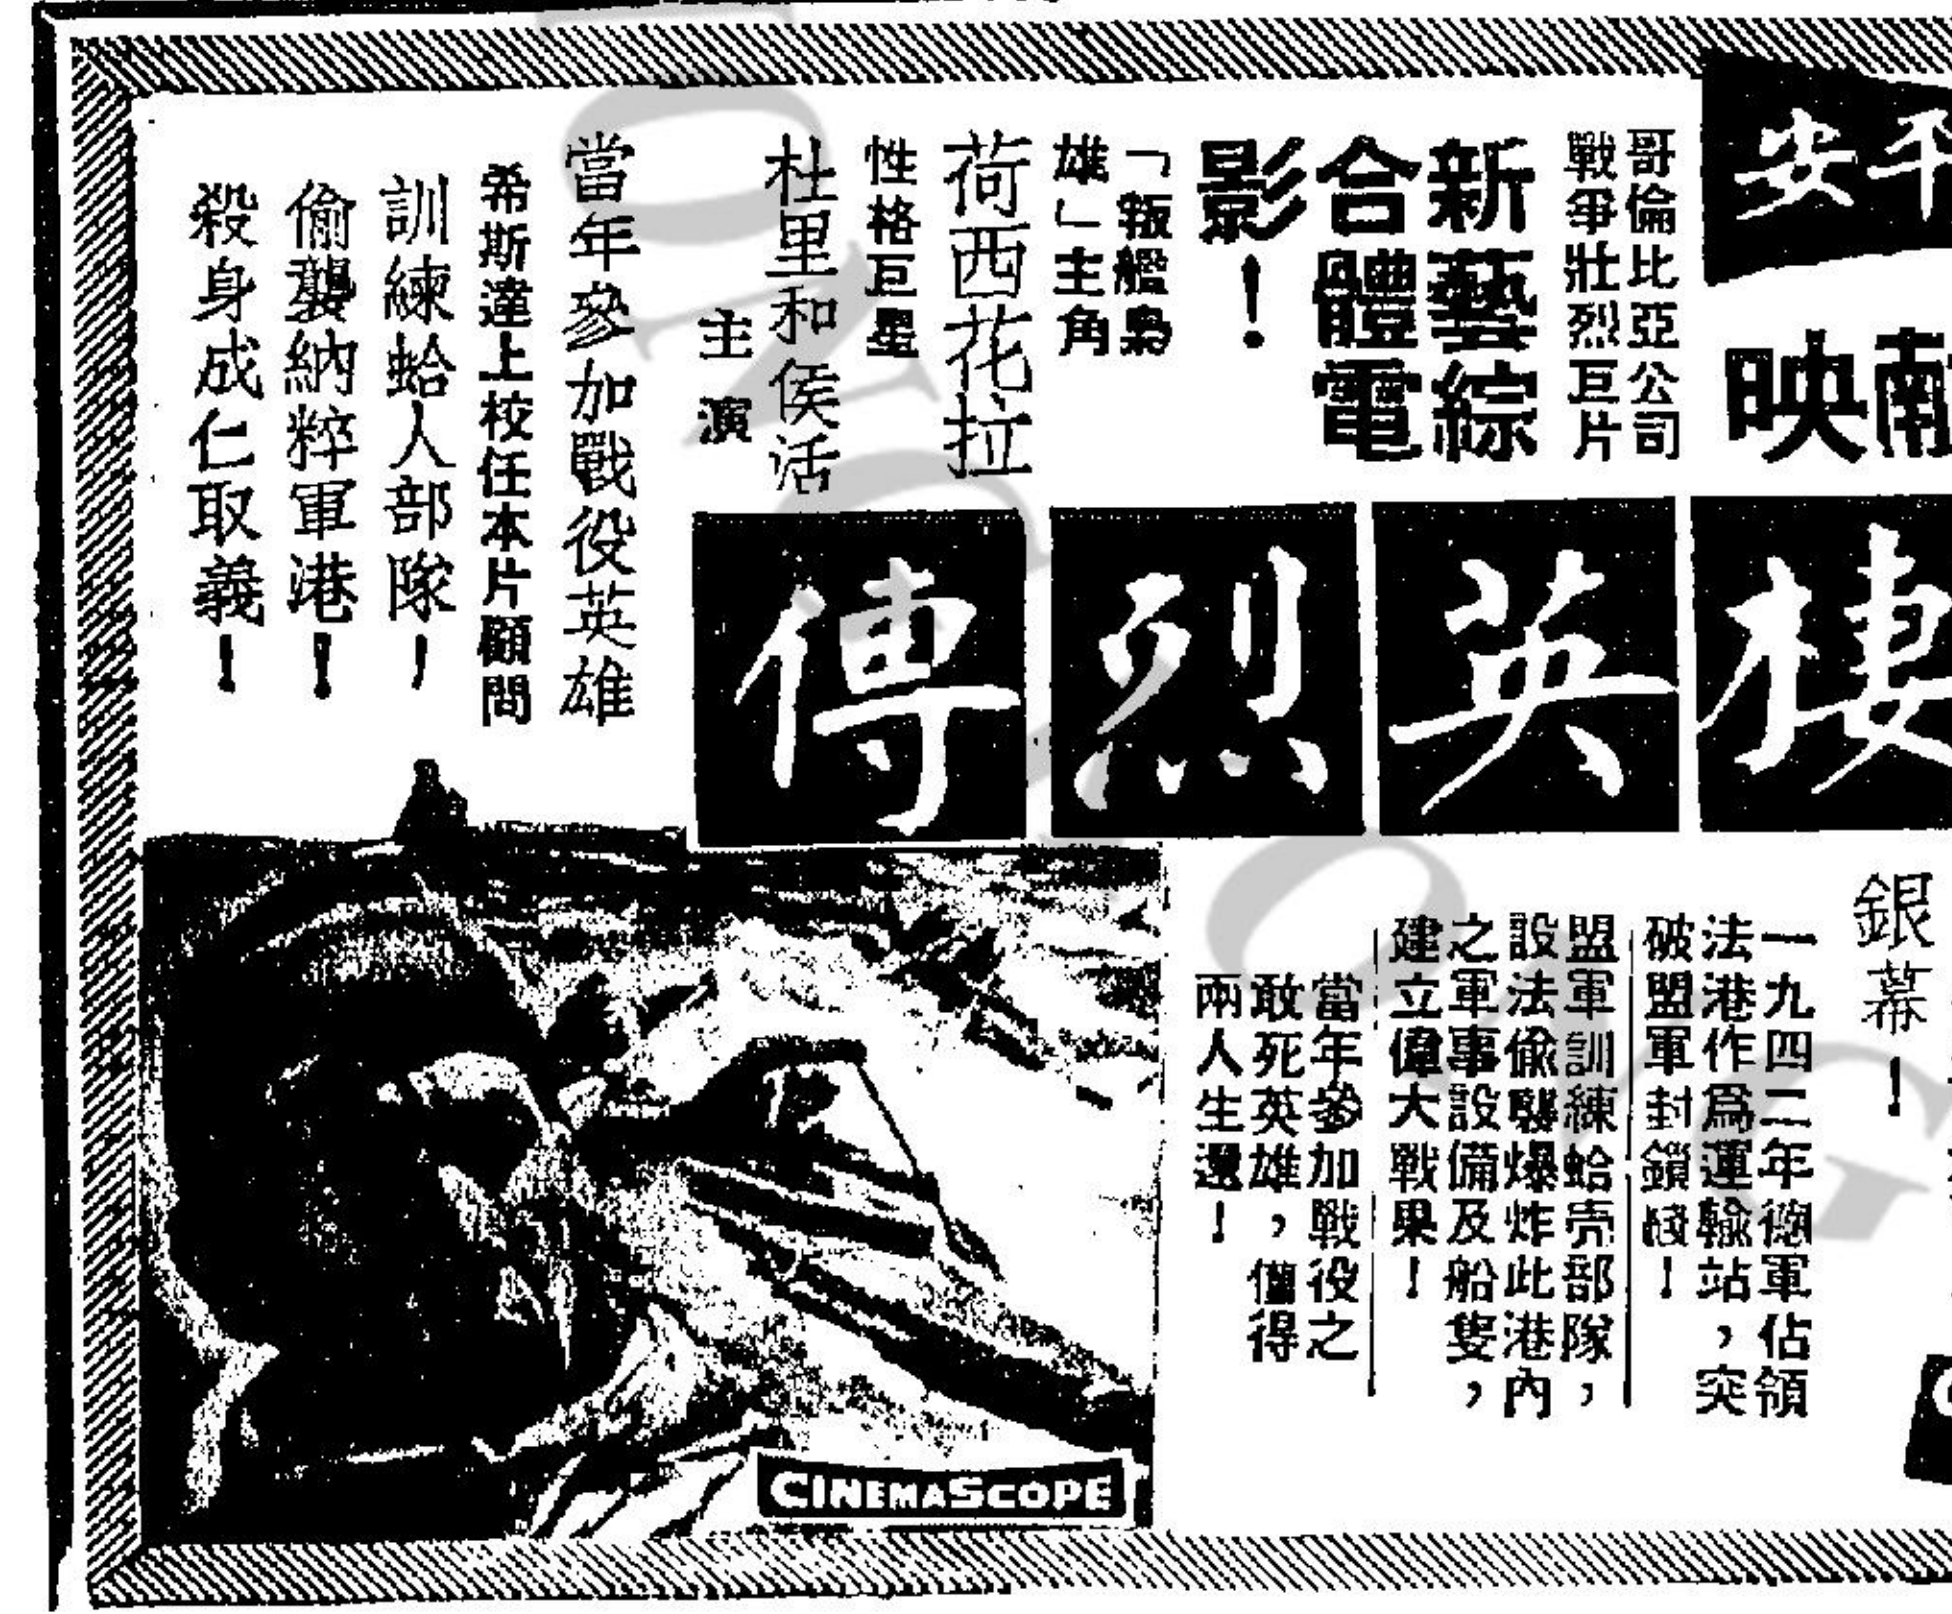 平安
獻映
哥倫比亞公司
戰爭壯烈巨片
新藝綜
合體電
影！
「叛艦梟
雄」主角
荷西花拉
性格巨星
杜里和侯活
主演
當年參加戰役英雄
希斯達上校任本片顧問
訓練蛤人部隊！
偷襲納粹軍港！
殺身成仁取義！
棲英烈傳
銀幕！
一九四二年德軍佔領
法港作為運輸站，突
破盟軍封鎖綫！
盟軍訓練蛤壳部隊，
設法偷襲爆炸此港內
之軍事設備及船隻，
建立偉大戰果！
當年參加戰役之
敢死英雄，僅得
兩人生還！
CINEMASCOPE